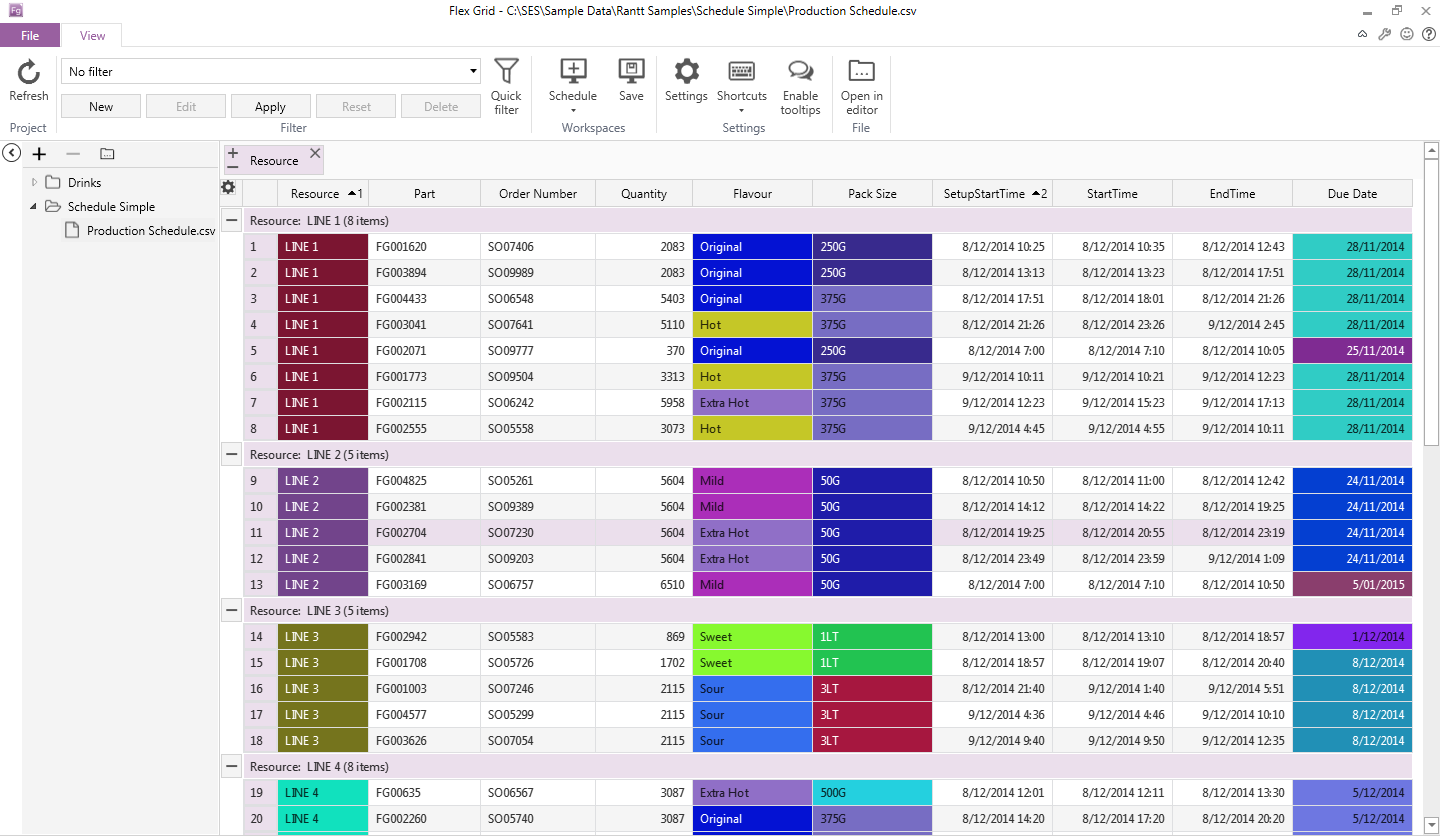 Fg
Flex Grid - C:\SES\Sample Data\Rantt Samples\Schedule Simple\Production Schedule.csv
File View
Refresh
No filter
New Edit Apply Reset Delete
Quick filter
Schedule
Save
Settings
Shortcuts
Enable tooltips
Open in editor
Project Filter Workspaces Settings File
Drinks
Schedule Simple
Production Schedule.csv
Resource
Resource 1 Part Order Number Quantity Flavour Pack Size SetupStartTime 2 StartTime EndTime Due Date
Resource: LINE 1 (8 items)
1 LINE 1 FG001620 SO07406 2083 Original 250G 8/12/2014 10:25 8/12/2014 10:35 8/12/2014 12:43 28/11/2014
2 LINE 1 FG003894 SO09989 2083 Original 250G 8/12/2014 13:13 8/12/2014 13:23 8/12/2014 17:51 28/11/2014
3 LINE 1 FG004433 SO06548 5403 Original 375G 8/12/2014 17:51 8/12/2014 18:01 8/12/2014 21:26 28/11/2014
4 LINE 1 FG003041 SO07641 5110 Hot 375G 8/12/2014 21:26 8/12/2014 23:26 9/12/2014 2:45 28/11/2014
5 LINE 1 FG002071 SO09777 370 Original 250G 8/12/2014 7:00 8/12/2014 7:10 8/12/2014 10:05 25/11/2014
6 LINE 1 FG001773 SO09504 3313 Hot 375G 9/12/2014 10:11 9/12/2014 10:21 9/12/2014 12:23 28/11/2014
7 LINE 1 FG002115 SO06242 5958 Extra Hot 375G 9/12/2014 12:23 9/12/2014 15:23 9/12/2014 17:13 28/11/2014
8 LINE 1 FG002555 SO05558 3073 Hot 375G 9/12/2014 4:45 9/12/2014 4:55 9/12/2014 10:11 28/11/2014
Resource: LINE 2 (5 items)
9 LINE 2 FG004825 SO05261 5604 Mild 50G 8/12/2014 10:50 8/12/2014 11:00 8/12/2014 12:42 24/11/2014
10 LINE 2 FG002381 SO09389 5604 Mild 50G 8/12/2014 14:12 8/12/2014 14:22 8/12/2014 19:25 24/11/2014
11 LINE 2 FG002704 SO07230 5604 Extra Hot 50G 8/12/2014 19:25 8/12/2014 20:55 8/12/2014 23:19 24/11/2014
12 LINE 2 FG002841 SO09203 5604 Extra Hot 50G 8/12/2014 23:49 8/12/2014 23:59 9/12/2014 1:09 24/11/2014
13 LINE 2 FG003169 SO06757 6510 Mild 50G 8/12/2014 7:00 8/12/2014 7:10 8/12/2014 10:50 5/01/2015
Resource: LINE 3 (5 items)
14 LINE 3 FG002942 SO05583 869 Sweet 1LT 8/12/2014 13:00 8/12/2014 13:10 8/12/2014 18:57 1/12/2014
15 LINE 3 FG001708 SO05726 1702 Sweet 1LT 8/12/2014 18:57 8/12/2014 19:07 8/12/2014 20:40 8/12/2014
16 LINE 3 FG001003 SO07246 2115 Sour 3LT 8/12/2014 21:40 9/12/2014 1:40 9/12/2014 5:51 8/12/2014
17 LINE 3 FG004577 SO05299 2115 Sour 3LT 9/12/2014 4:36 9/12/2014 4:46 9/12/2014 10:10 8/12/2014
18 LINE 3 FG003626 SO07054 2115 Sour 3LT 9/12/2014 9:40 9/12/2014 9:50 9/12/2014 12:35 8/12/2014
Resource: LINE 4 (8 items)
19 LINE 4 FG00635 SO06567 3087 Extra Hot 500G 8/12/2014 12:01 8/12/2014 12:11 8/12/2014 13:30 5/12/2014
20 LINE 4 FG002260 SO05740 3087 Original 375G 8/12/2014 14:20 8/12/2014 17:20 8/12/2014 20:20 5/12/2014